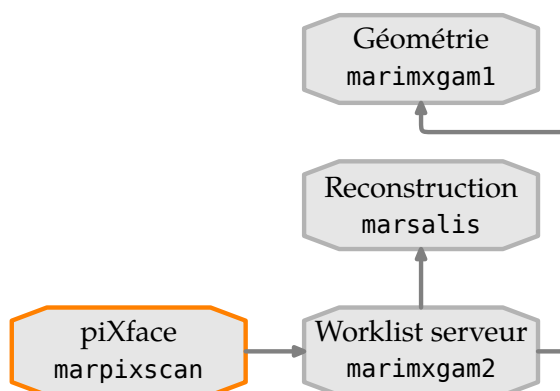 Géométrie
marimxgam1
Reconstruction
marsalis
piXface
marpixscan
Worklist serveur
marimxgam2